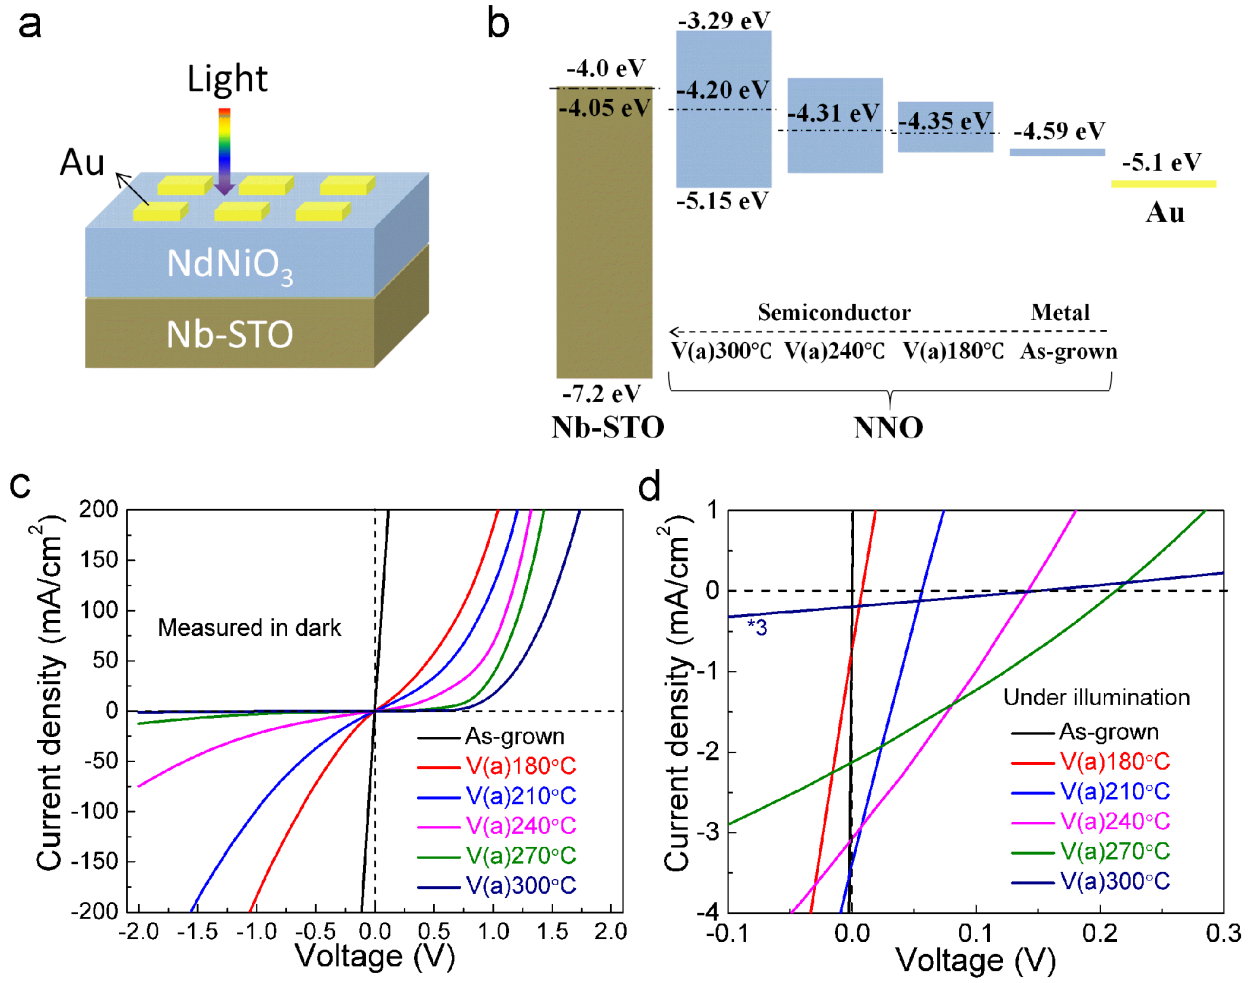 a
Light
Au
NdNiO₃
Nb-STO
b
-3.29 eV
-4.0 eV
-4.05 eV
-4.20 eV
-4.31 eV
-4.35 eV
-4.59 eV
-5.1 eV
-5.15 eV
Au
Semiconductor
Metal
V(a)300℃
V(a)240℃
V(a)180℃
As-grown
-7.2 eV
Nb-STO
NNO
c
Current density (mA/cm²)
200
150
100
50
0
-50
-100
-150
-200
Measured in dark
As-grown
V(a)180°C
V(a)210°C
V(a)240°C
V(a)270°C
V(a)300°C
-2.0 -1.5 -1.0 -0.5 0.0 0.5 1.0 1.5 2.0
Voltage (V)
d
Current density (mA/cm²)
1
0
-1
-2
-3
-4
*3
Under illumination
As-grown
V(a)180°C
V(a)210°C
V(a)240°C
V(a)270°C
V(a)300°C
-0.1 0.0 0.1 0.2 0.3
Voltage (V)